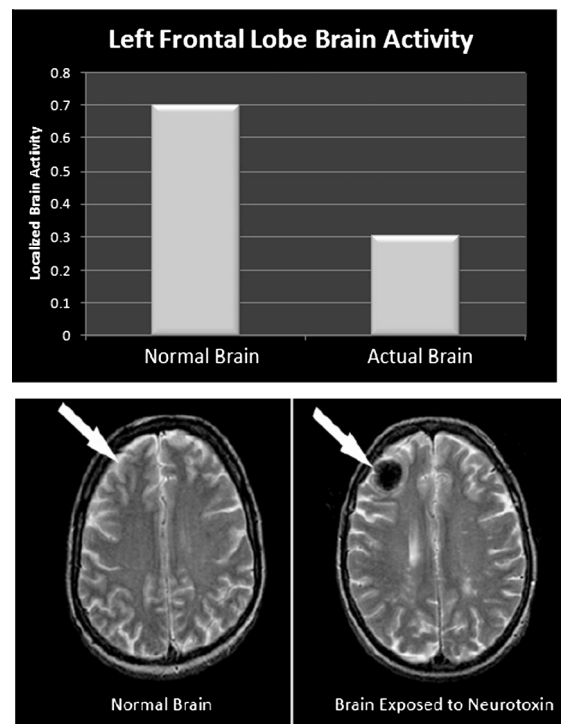 Left Frontal Lobe Brain Activity
0.8
0.7
0.6
0.5
0.4
0.3
0.2
0.1
0
Localized Brain Activity
Normal Brain
Actual Brain
Normal Brain
Brain Exposed to Neurotoxin